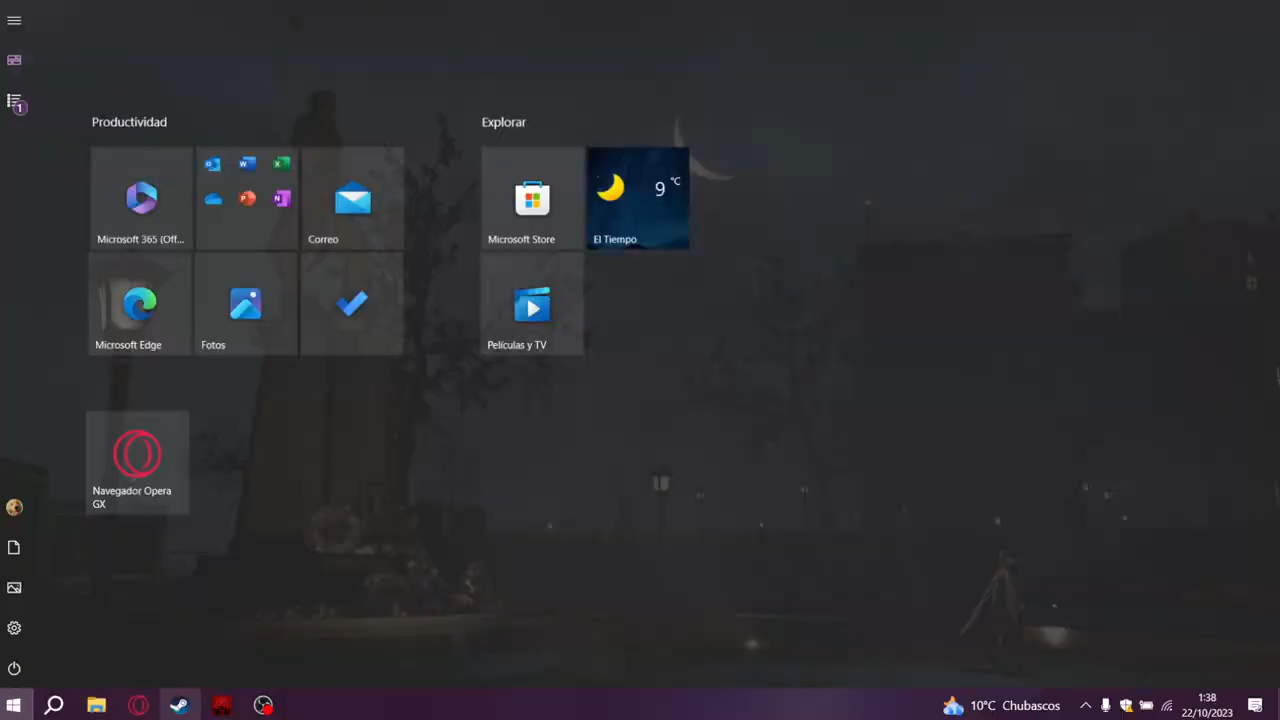 1
Productividad
Explorar
Microsoft 365 (Off...
Correo
Microsoft Store
9 °C
El Tiempo
Microsoft Edge
Fotos
Películas y TV
Navegador Opera
GX
10°C Chubascos
1:38
22/10/2023